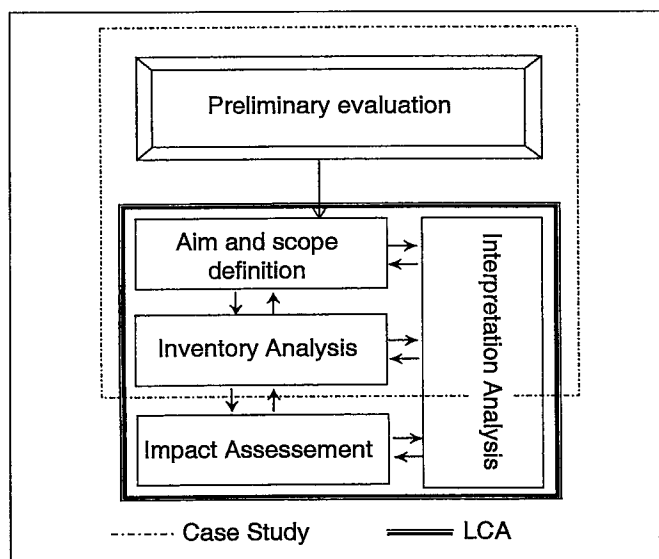 Preliminary evaluation
Aim and scope
definition
Inventory Analysis
Impact Assessement
Interpretation Analysis
Case Study
LCA